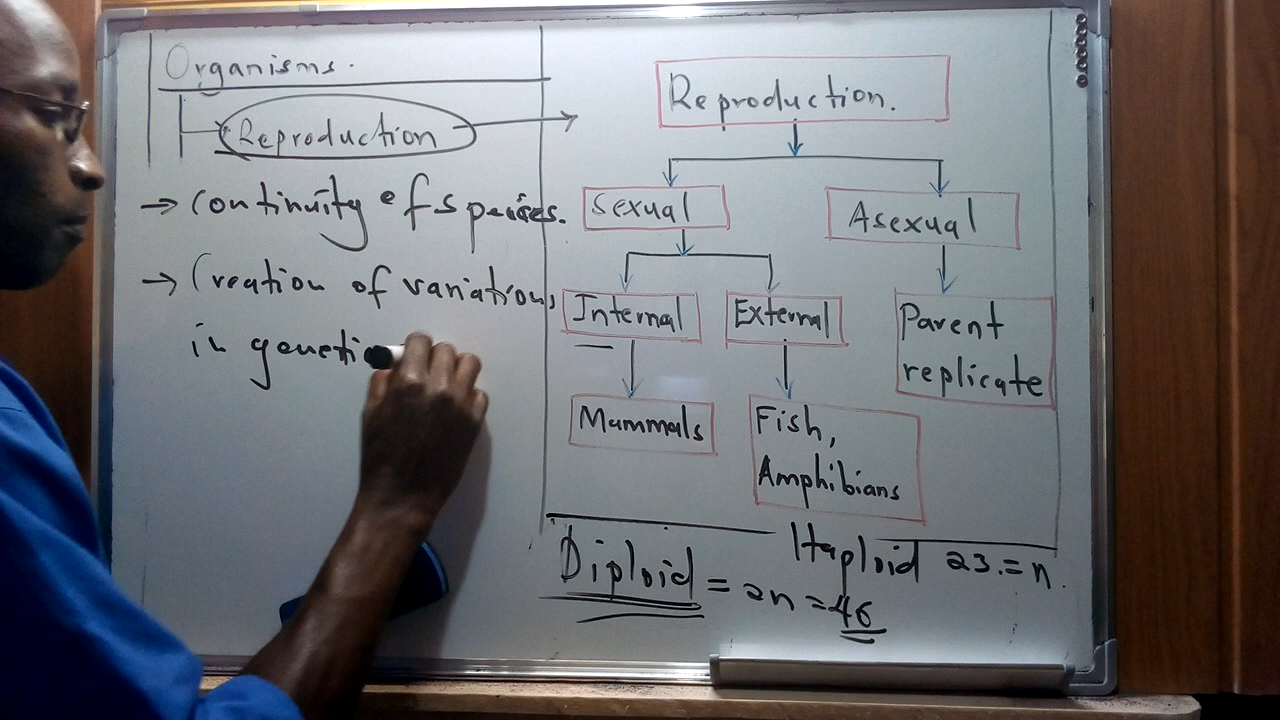 Organisms.
Reproduction
→ Continuity of species.
→ Creation of variations
in geneti
Reproduction.
Sexual
Asexual
Internal
External
Parent
replicate
Mammals
Fish,
Amphibians
Haploid 23.=n.
Diploid = 2n = 46